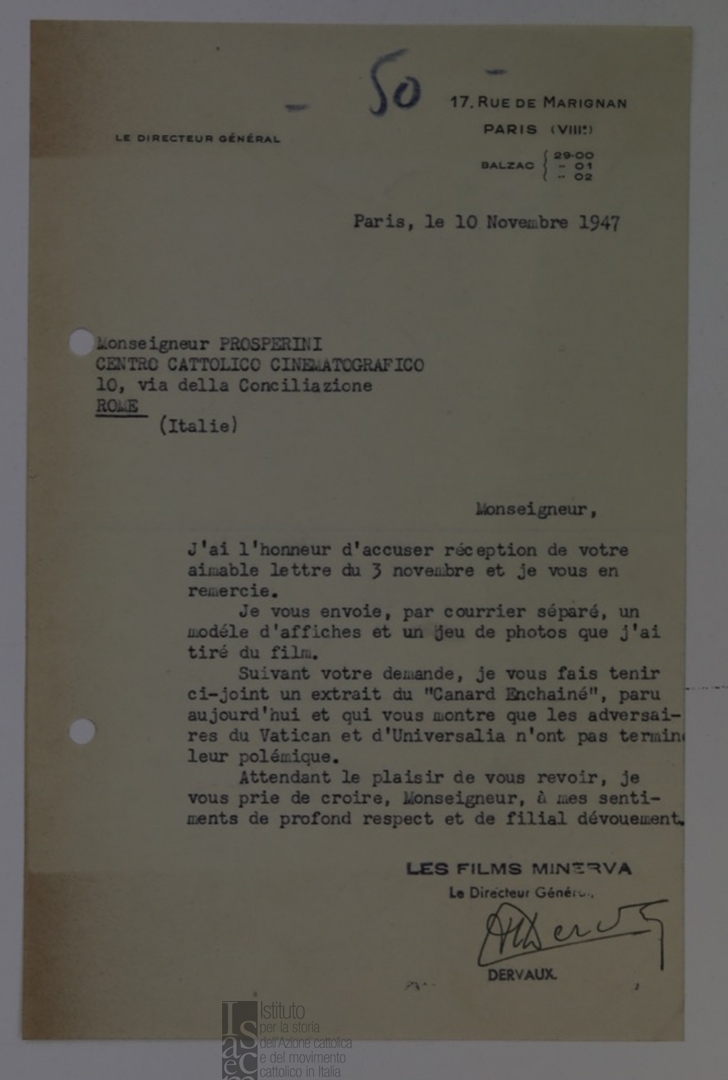 - 50 -
17. RUE DE MARIGNAN
LE DIRECTEUR GÉNÉRAL
PARIS (VIIIᵉ)
BALZAC { 29-00
-- 01
-- 02
Paris, le 10 Novembre 1947
Monseigneur PROSPERINI
CENTRO CATTOLICO CINEMATOGRAFICO
10, via della Conciliazione
ROME
(Italie)
Monseigneur,
J'ai l'honneur d'accuser réception de votre
aimable lettre du 3 novembre et je vous en
remercie.
Je vous envoie, par courrier séparé, un
modéle d'affiches et un jeu de photos que j'ai
tiré du film.
Suivant votre demande, je vous fais tenir
ci-joint un extrait du "Canard Enchainé", paru
aujourd'hui et qui vous montre que les adversai-
res du Vatican et d'Universalia n'ont pas termin
leur polémique.
Attendant le plaisir de vous revoir, je
vous prie de croire, Monseigneur, à mes senti-
ments de profond respect et de filial dévouement.
LES FILMS MINERVA
Le Directeur Général,
DERVAUX.
Istituto
per la storia
dell'Azione cattolica
e del movimento
cattolico in Italia